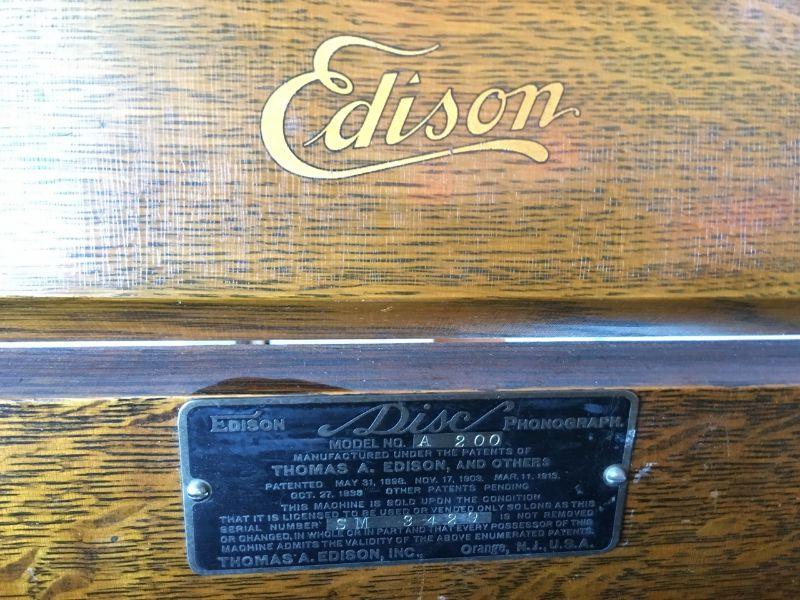 Edison
EDISON Disc PHONOGRAPH.
MODEL NO. A 200
MANUFACTURED UNDER THE PATENTS OF
THOMAS A. EDISON, AND OTHERS
PATENTED MAY 31, 1898. NOV. 17, 1903. MAR. 11, 1913.
OCT. 27, 1898 OTHER PATENTS PENDING
THIS MACHINE IS SOLD UPON THE CONDITION
THAT IT IS LICENSED TO BE USED OR VENDED ONLY SO LONG AS THIS
SERIAL NUMBER SM 3429 IS NOT REMOVED
OR CHANGED, IN WHOLE OR IN PART AND THAT EVERY POSSESSOR OF THIS
MACHINE ADMITS THE VALIDITY OF THE ABOVE ENUMERATED PATENTS.
THOMAS A. EDISON, INC. Orange, N.J., U.S.A.